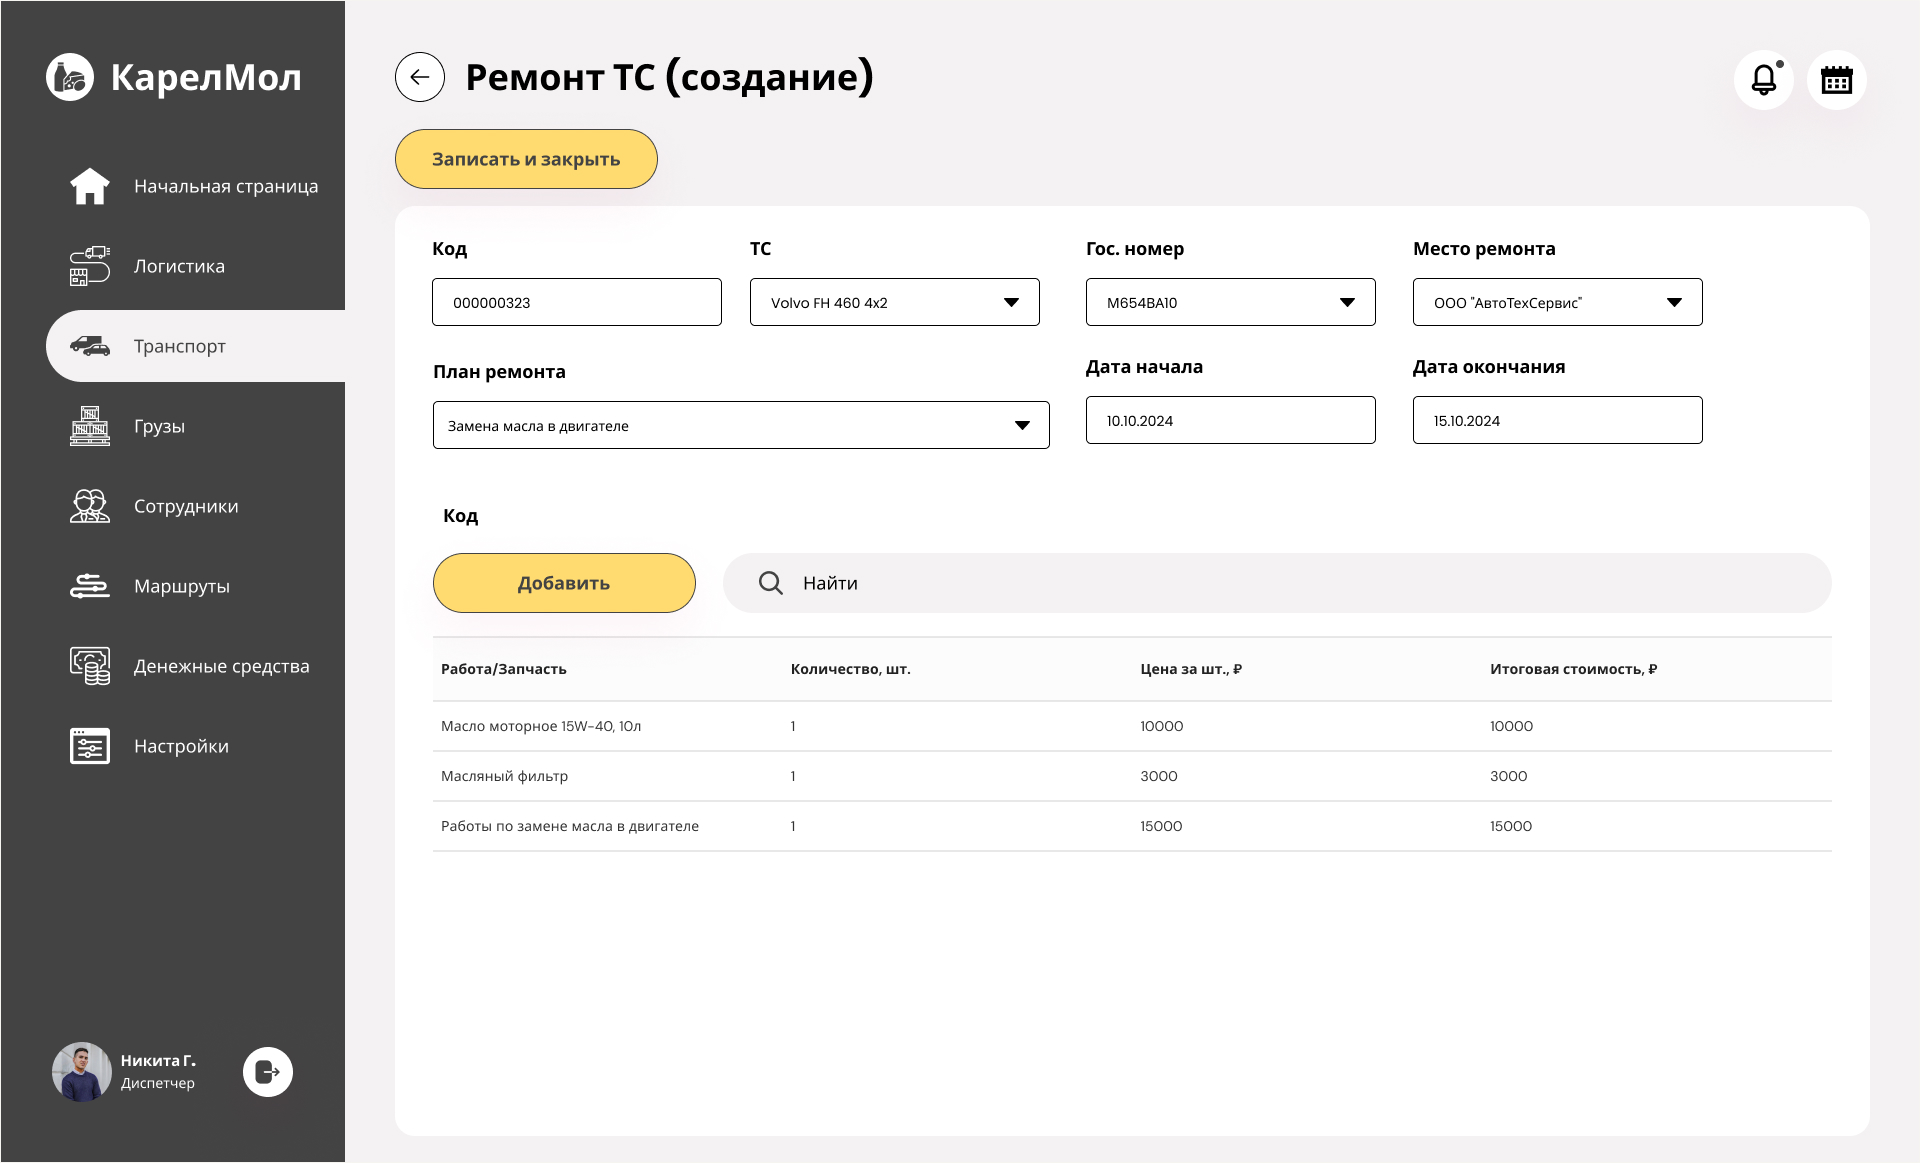 КарелМол
Начальная страница
Логистика
Транспорт
Грузы
Сотрудники
Маршруты
Денежные средства
Настройки
Никита Г.
Диспетчер
Ремонт ТС (создание)
Записать и закрыть
Код
ТС
Гос. номер
Место ремонта
000000323
Volvo FH 460 4x2
М654ВА10
ООО "АвтоТехСервис"
План ремонта
Дата начала
Дата окончания
Замена масла в двигателе
10.10.2024
15.10.2024
Код
Добавить
Найти
Работа/Запчасть Количество, шт. Цена за шт., ₽ Итоговая стоимость, ₽
Масло моторное 15W-40, 10л 1 10000 10000
Масляный фильтр 1 3000 3000
Работы по замене масла в двигателе 1 15000 15000